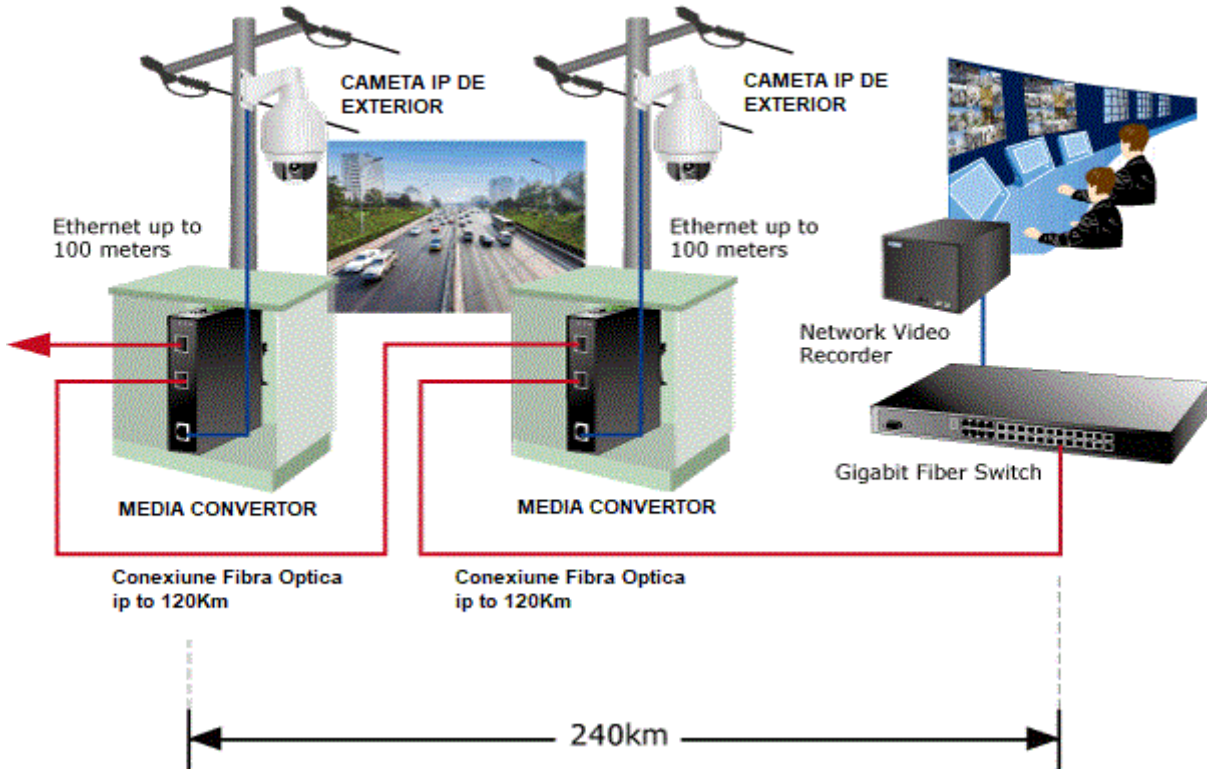 CAMETA IP DE
EXTERIOR
CAMETA IP DE
EXTERIOR
Ethernet up to
100 meters
Ethernet up to
100 meters
Network Video
Recorder
Gigabit Fiber Switch
MEDIA CONVERTOR
MEDIA CONVERTOR
Conexiune Fibra Optica
ip to 120Km
Conexiune Fibra Optica
ip to 120Km
240km